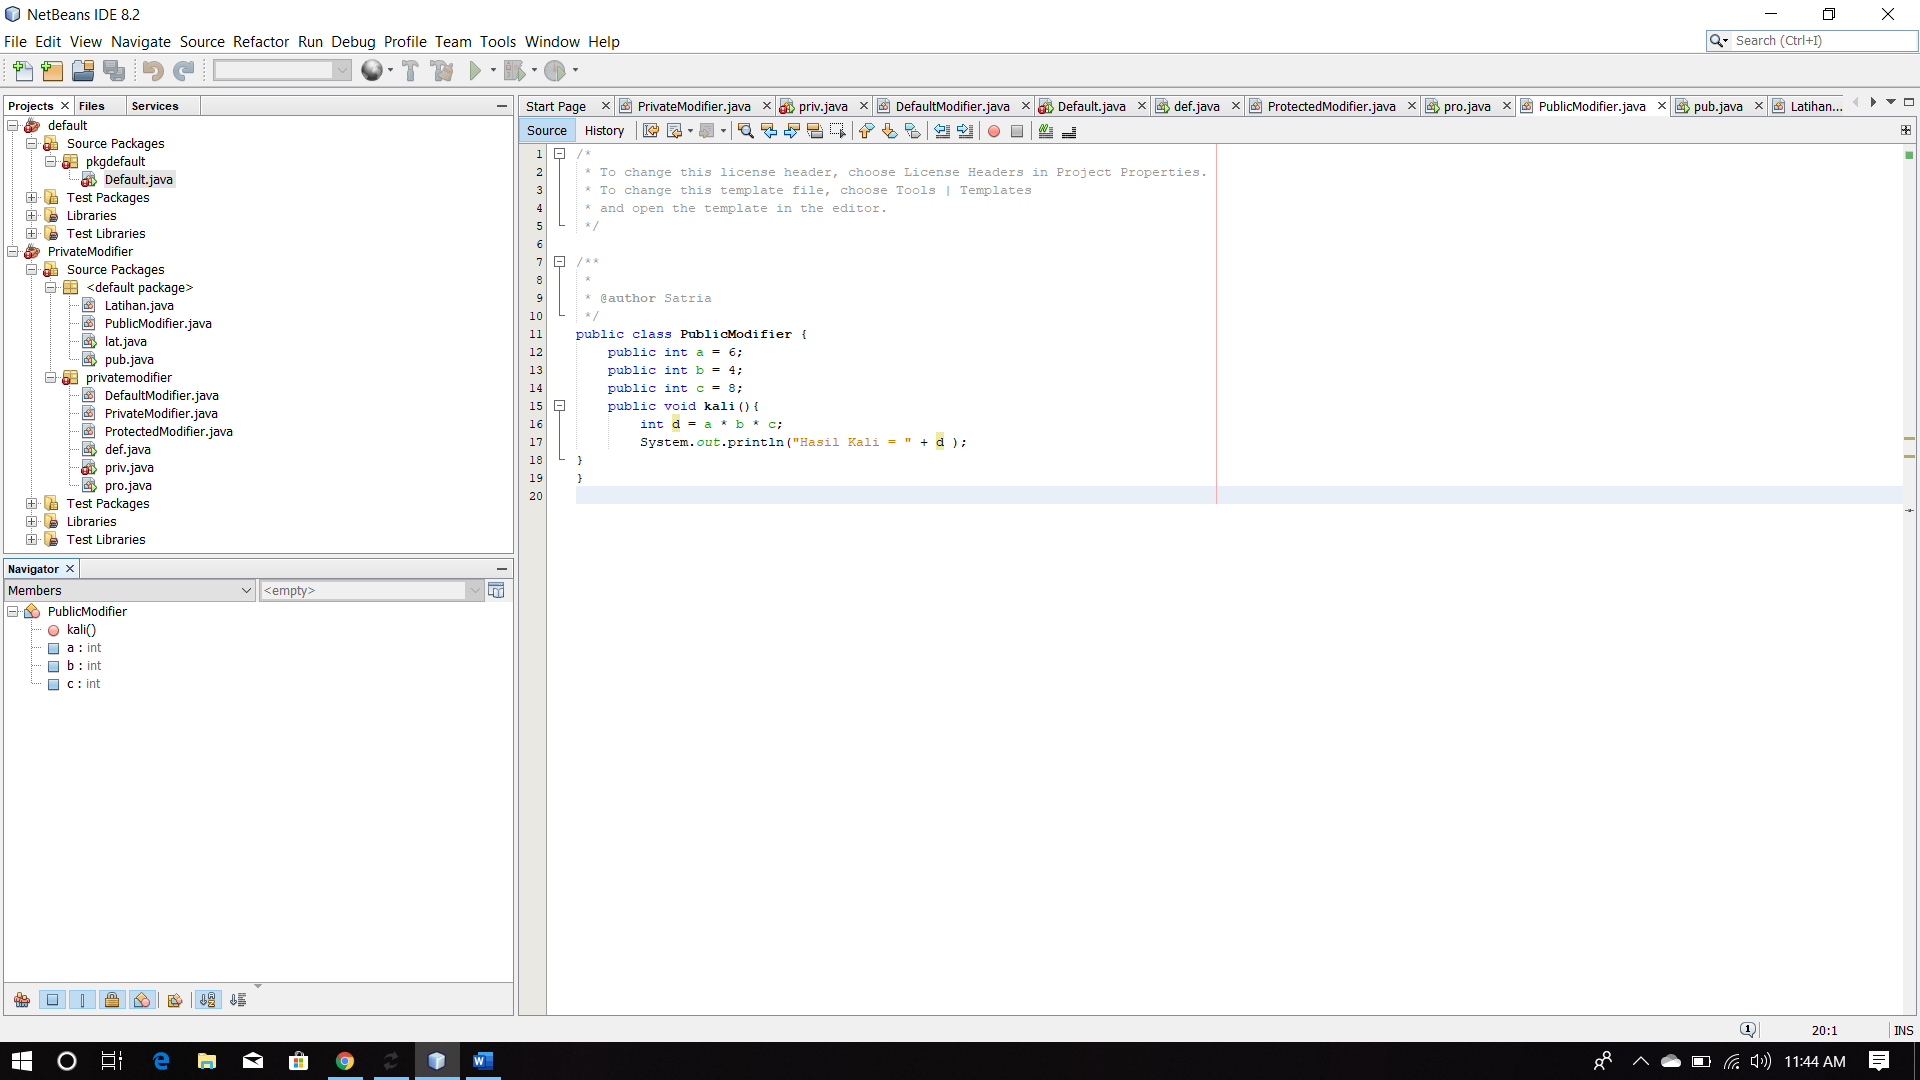 NetBeans IDE 8.2
File Edit View Navigate Source Refactor Run Debug Profile Team Tools Window Help
Search (Ctrl+I)
Projects Files Services
default
Source Packages
pkgdefault
Default.java
Test Packages
Libraries
Test Libraries
PrivateModifier
Source Packages
<default package>
Latihan.java
PublicModifier.java
lat.java
pub.java
privatemodifier
DefaultModifier.java
PrivateModifier.java
ProtectedModifier.java
def.java
priv.java
pro.java
Test Packages
Libraries
Test Libraries
Navigator
Members <empty>
PublicModifier
kali()
a : int
b : int
c : int
Start Page PrivateModifier.java priv.java DefaultModifier.java Default.java def.java ProtectedModifier.java pro.java PublicModifier.java pub.java Latihan...
Source History
1 /*
2 * To change this license header, choose License Headers in Project Properties.
3 * To change this template file, choose Tools | Templates
4 * and open the template in the editor.
5 */
6
7 /**
8 *
9 * @author Satria
10 */
11 public class PublicModifier {
12 public int a = 6;
13 public int b = 4;
14 public int c = 8;
15 public void kali(){
16 int d = a * b * c;
17 System.out.println("Hasil Kali = " + d );
18 }
19 }
20
1 20:1 INS
11:44 AM